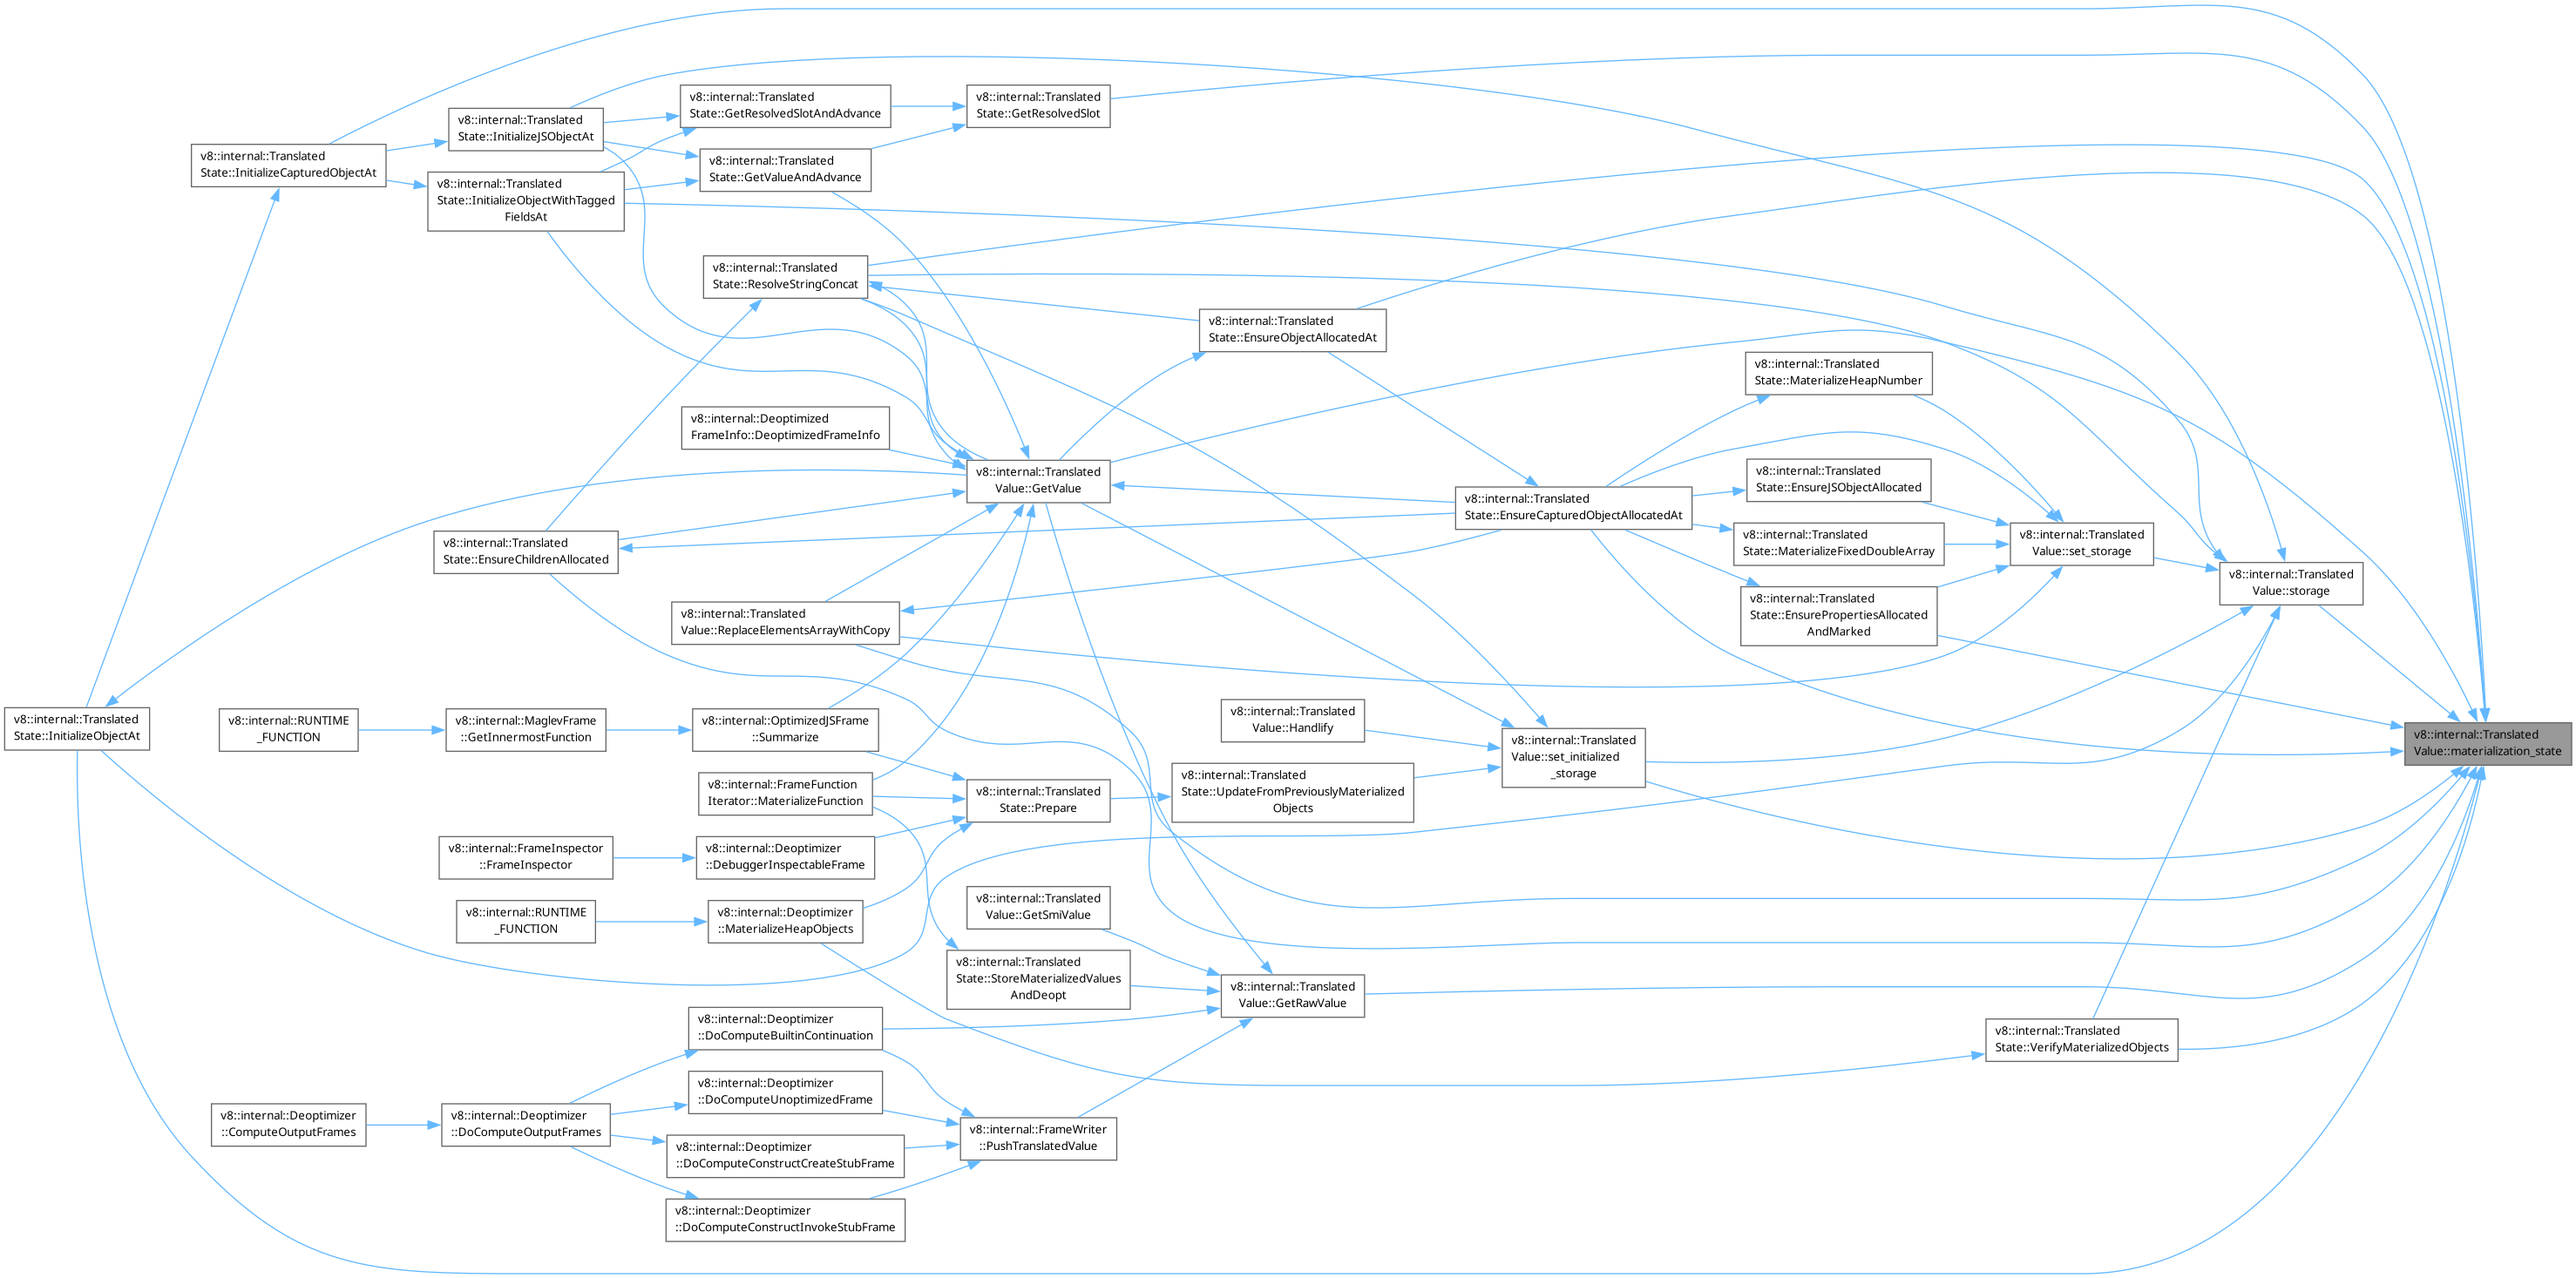 v8::internal::Translated
State::InitializeObjectAt
v8::internal::Translated
State::InitializeCapturedObjectAt
v8::internal::RUNTIME
_FUNCTION
v8::internal::Deoptimizer
::ComputeOutputFrames
v8::internal::Translated
State::InitializeJSObjectAt
v8::internal::Translated
State::InitializeObjectWithTagged
FieldsAt
v8::internal::Translated
State::EnsureChildrenAllocated
v8::internal::MaglevFrame
::GetInnermostFunction
v8::internal::FrameInspector
::FrameInspector
v8::internal::RUNTIME
_FUNCTION
v8::internal::Deoptimizer
::DoComputeOutputFrames
v8::internal::Translated
State::GetResolvedSlotAndAdvance
v8::internal::Translated
State::GetValueAndAdvance
v8::internal::Translated
State::ResolveStringConcat
v8::internal::Deoptimized
FrameInfo::DeoptimizedFrameInfo
v8::internal::Translated
Value::ReplaceElementsArrayWithCopy
v8::internal::OptimizedJSFrame
::Summarize
v8::internal::FrameFunction
Iterator::MaterializeFunction
v8::internal::Deoptimizer
::DebuggerInspectableFrame
v8::internal::Deoptimizer
::MaterializeHeapObjects
v8::internal::Deoptimizer
::DoComputeBuiltinContinuation
v8::internal::Deoptimizer
::DoComputeUnoptimizedFrame
v8::internal::Deoptimizer
::DoComputeConstructCreateStubFrame
v8::internal::Deoptimizer
::DoComputeConstructInvokeStubFrame
v8::internal::Translated
State::GetResolvedSlot
v8::internal::Translated
Value::GetValue
v8::internal::Translated
State::Prepare
v8::internal::Translated
Value::GetSmiValue
v8::internal::Translated
State::StoreMaterializedValues
AndDeopt
v8::internal::FrameWriter
::PushTranslatedValue
v8::internal::Translated
State::EnsureObjectAllocatedAt
v8::internal::Translated
Value::Handlify
v8::internal::Translated
State::UpdateFromPreviouslyMaterialized
Objects
v8::internal::Translated
Value::GetRawValue
v8::internal::Translated
State::EnsureCapturedObjectAllocatedAt
v8::internal::Translated
Value::set_initialized
_storage
v8::internal::Translated
State::MaterializeHeapNumber
v8::internal::Translated
State::EnsureJSObjectAllocated
v8::internal::Translated
State::MaterializeFixedDoubleArray
v8::internal::Translated
State::EnsurePropertiesAllocated
AndMarked
v8::internal::Translated
Value::set_storage
v8::internal::Translated
State::VerifyMaterializedObjects
v8::internal::Translated
Value::storage
v8::internal::Translated
Value::materialization_state